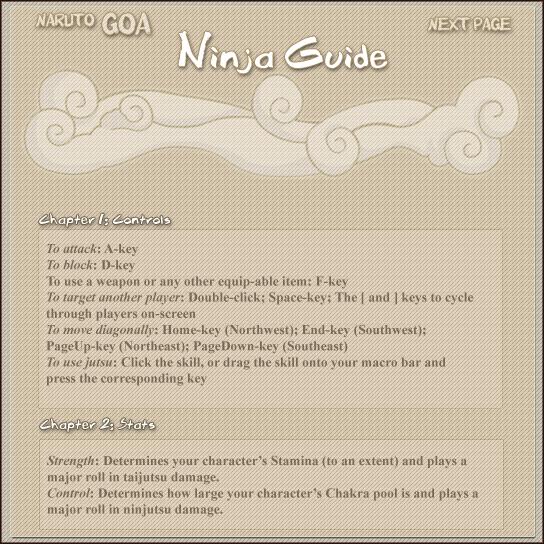 NARUTO GOA
NEXT PAGE
Ninja Guide
Chapter 1: Controls
To attack: A-key
To block: D-key
To use a weapon or any other equip-able item: F-key
To target another player: Double-click; Space-key; The [ and ] keys to cycle
through players on-screen
To move diagonally: Home-key (Northwest); End-key (Southwest);
PageUp-key (Northeast); PageDown-key (Southeast)
To use jutsu: Click the skill, or drag the skill onto your macro bar and
press the corresponding key
Chapter 2: Stats
Strength: Determines your character's Stamina (to an extent) and plays a
major roll in taijutsu damage.
Control: Determines how large your character's Chakra pool is and plays a
major roll in ninjutsu damage.